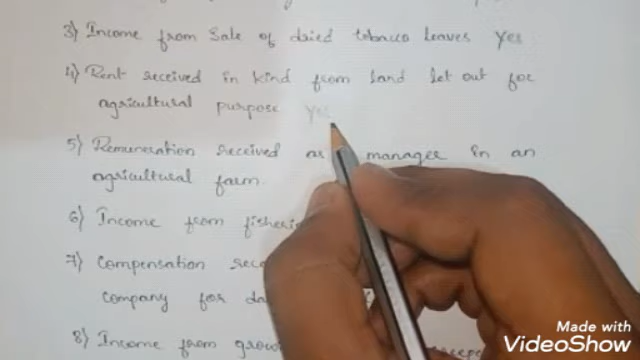 3) Income from Sale of dried tobacco leaves Yes
4) Rent received in kind from land let out for
agricultural purpose Yes
5) Remuneration received as manager in an
agricultural farm.
6) Income from
7) Compensation
company for
8) Income from
Made with
VideoShow